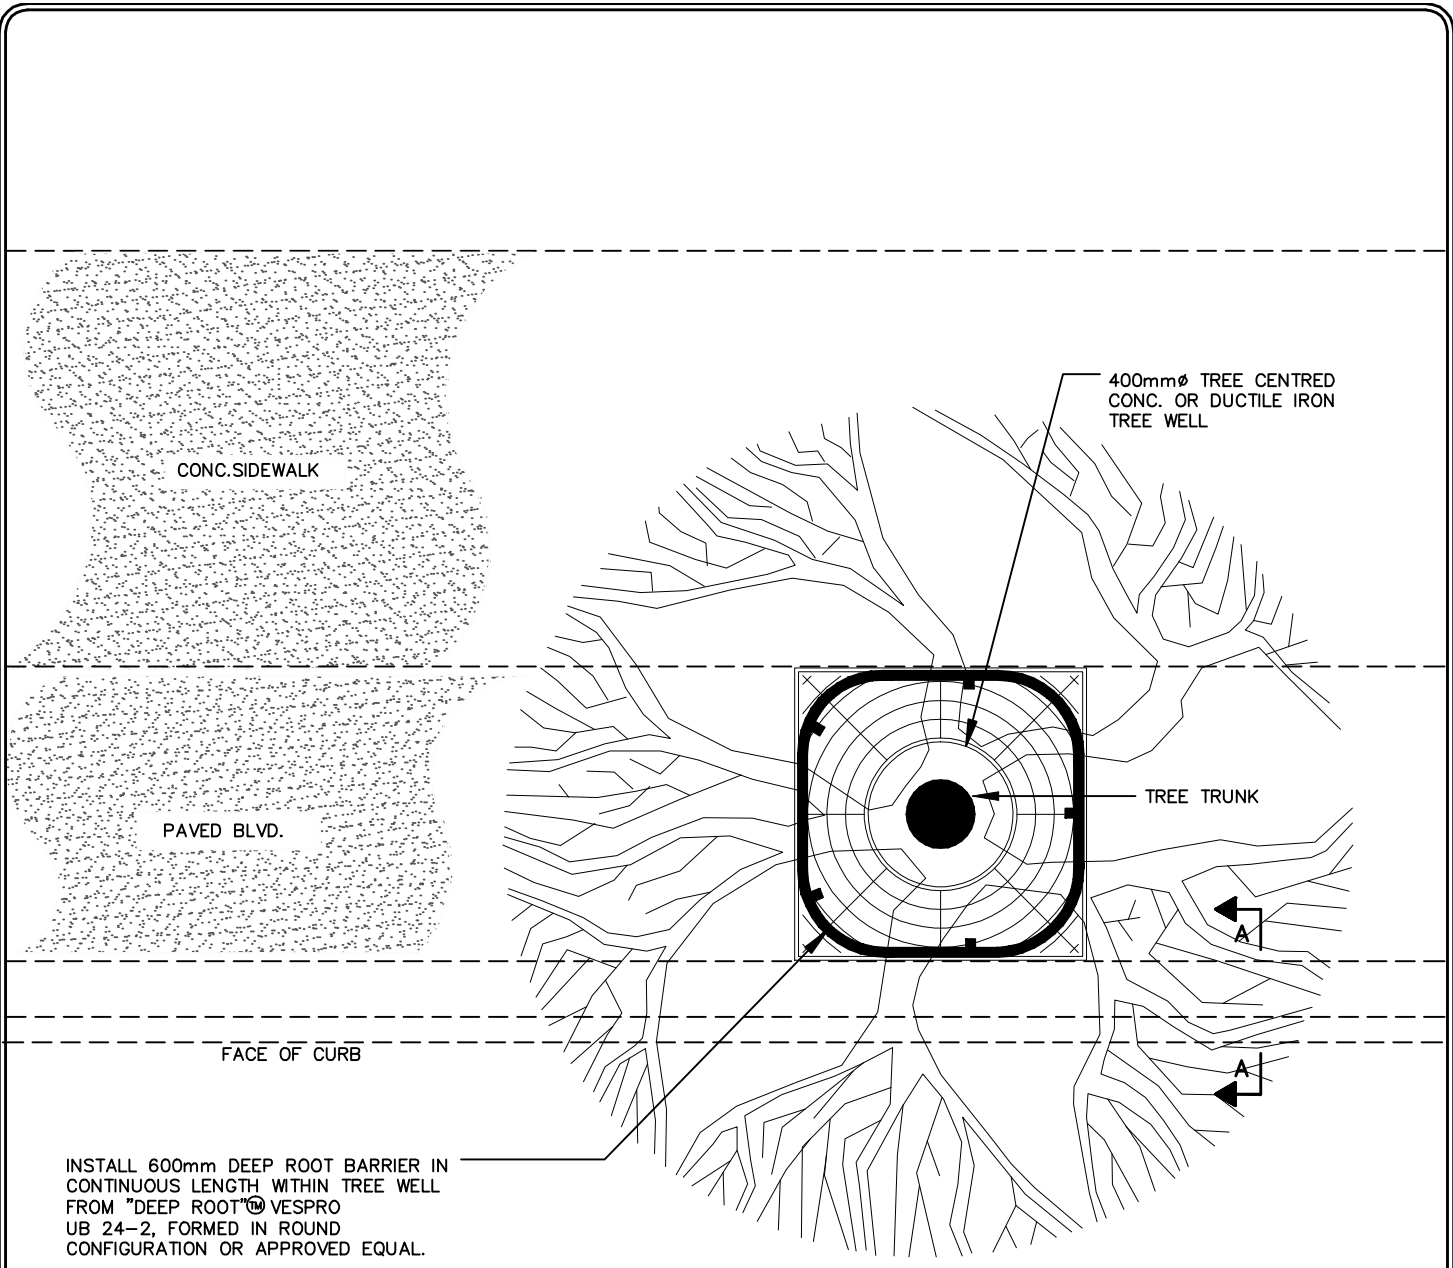 400mmø TREE CENTRED
CONC. OR DUCTILE IRON
TREE WELL
CONC.SIDEWALK
TREE TRUNK
PAVED BLVD.
A
FACE OF CURB
A
INSTALL 600mm DEEP ROOT BARRIER IN
CONTINUOUS LENGTH WITHIN TREE WELL
FROM "DEEP ROOT"™ VESPRO
UB 24-2, FORMED IN ROUND
CONFIGURATION OR APPROVED EQUAL.